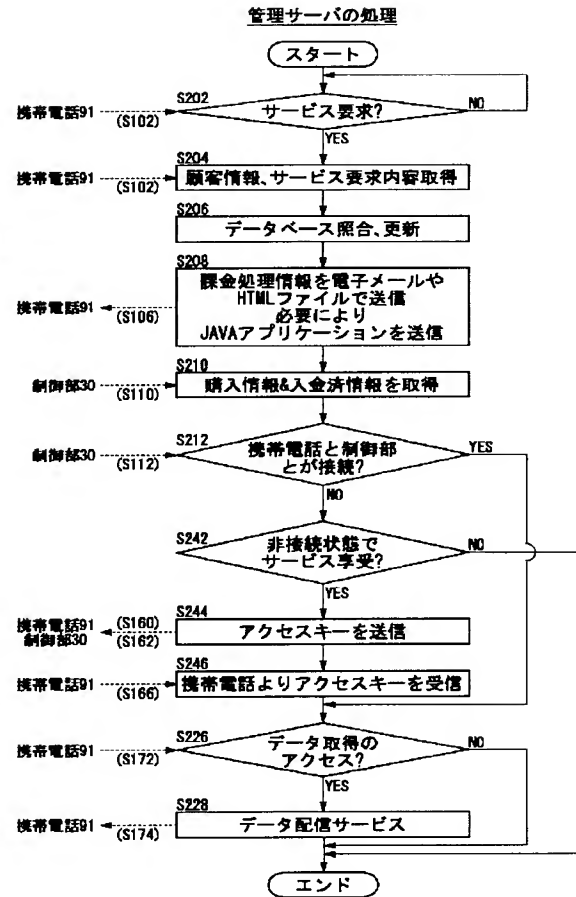 管理サーバの処理
スタート
S202
携帯電話91
(S102)
サービス要求?
NO
YES
S204
携帯電話91
(S102)
顧客情報、サービス要求内容取得
S206
データベース照合、更新
S208
課金処理情報を電子メールや
HTMLファイルで送信
必要により
JAVAアプリケーションを送信
携帯電話91
(S106)
S210
制御部30
(S110)
購入情報&入金済情報を取得
S212
制御部30
(S112)
携帯電話と制御部
とが接続?
YES
NO
S242
非接続状態で
サービス享受?
NO
YES
S244
携帯電話91 (S160)
制御部30 (S162)
アクセスキーを送信
S246
携帯電話91
(S166)
携帯電話よりアクセスキーを受信
S226
携帯電話91
(S172)
データ取得の
アクセス?
NO
YES
S228
携帯電話91
(S174)
データ配信サービス
エンド